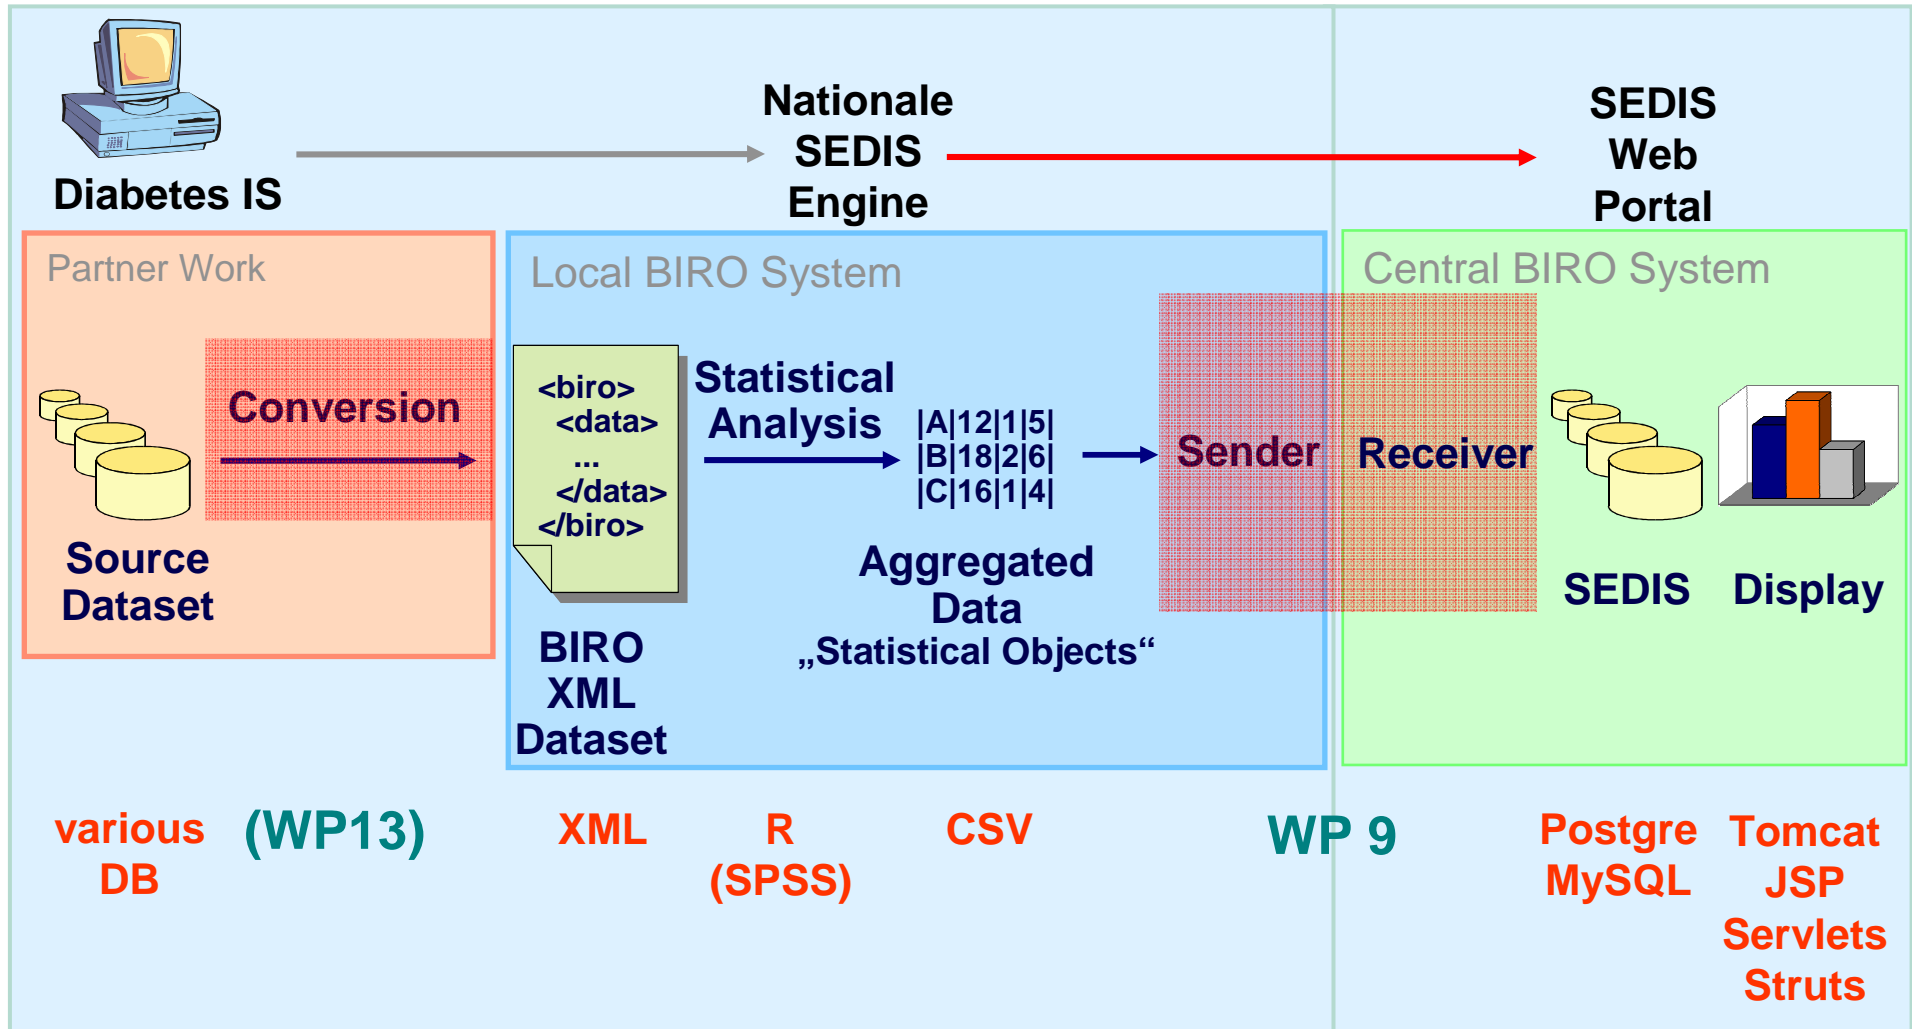 Diabetes IS
Nationale
SEDIS
Engine
SEDIS
Web
Portal
Partner Work
Conversion
Source
Dataset
Local BIRO System
<biro>
<data>
...
</data>
</biro>
BIRO
XML
Dataset
Statistical
Analysis
|A|12|1|5|
|B|18|2|6|
|C|16|1|4|
Aggregated
Data
„Statistical Objects“
Sender
Central BIRO System
Receiver
SEDIS
Display
various
DB
(WP13)
XML
R
(SPSS)
CSV
WP 9
Postgre
MySQL
Tomcat
JSP
Servlets
Struts